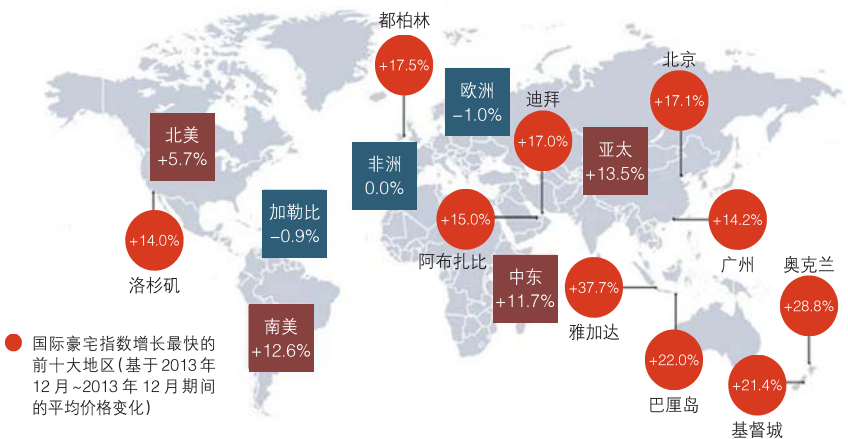 都柏林
+17.5%
欧洲
−1.0%
迪拜
+17.0%
北京
+17.1%
北美
+5.7%
非洲
0.0%
亚太
+13.5%
加勒比
−0.9%
+14.0%
洛杉矶
+15.0%
阿布扎比
+14.2%
广州
中东
+11.7%
+37.7%
雅加达
奥克兰
+28.8%
南美
+12.6%
+22.0%
巴厘岛
+21.4%
基督城
国际豪宅指数增长最快的
前十大地区(基于2013年
12月~2013年12月期间
的平均价格变化)